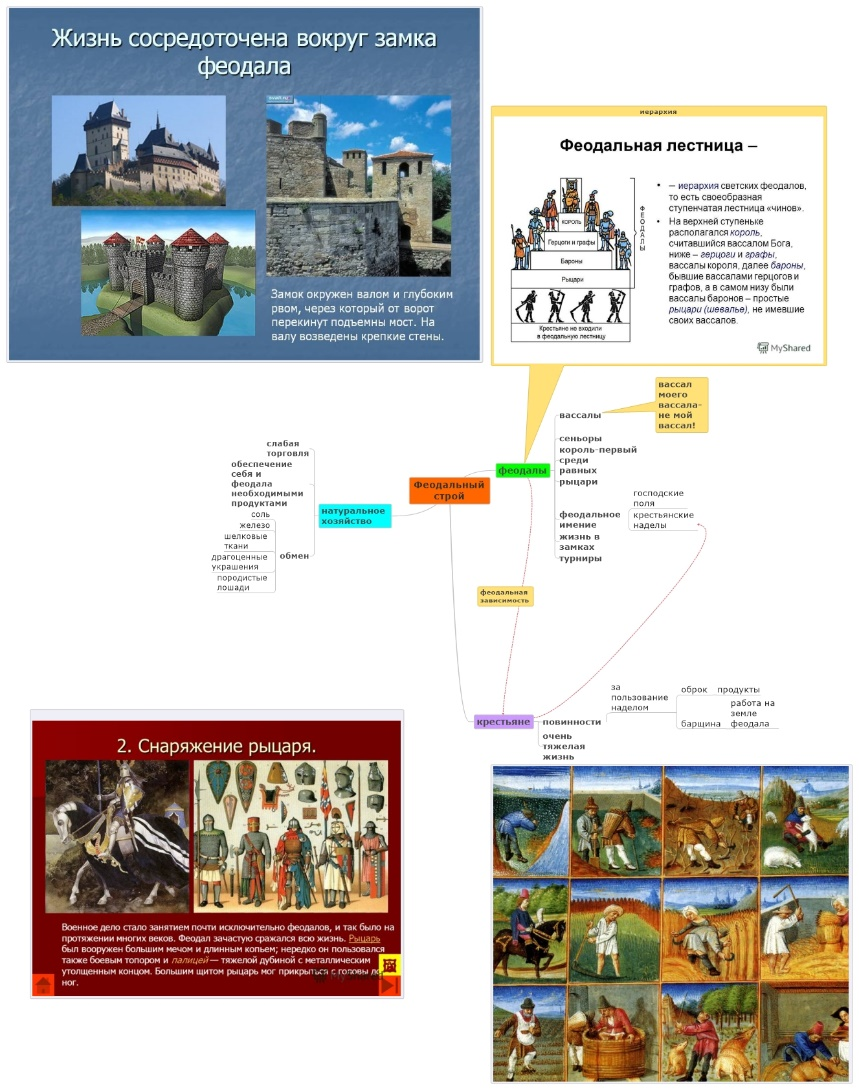 Жизнь сосредоточена вокруг замка
феодала
Замок окружен валом и глубоким
рвом, через который от ворот
перекинут подъемны мост. На
валу возведены крепкие стены.
иерархия
Феодальная лестница –
• – иерархия светских феодалов,
то есть своеобразная
ступенчатая лестница «чинов».
• На верхней ступеньке
располагался король,
считавшийся вассалом Бога,
ниже – герцоги и графы,
вассалы короля, далее бароны,
бывшие вассалами герцогов и
графов, а в самом низу были
вассалы баронов – простые
рыцари (шевалье), не имевшие
своих вассалов.
КОРОЛЬ
Герцоги и графы
Бароны
Рыцари
ФЕОДАЛЫ
Крестьяне не входили
в феодальную лестницу
MyShared
вассал
моего
вассала-
не мой
вассал!
Феодальный
строй
феодалы
вассалы
сеньоры
король-первый
среди
равных
рыцари
феодальное
имение
господские
поля
крестьянские
наделы
жизнь в
замках
турниры
натуральное
хозяйство
слабая
торговля
обеспечение
себя и
феодала
необходимыми
продуктами
обмен
соль
железо
шелковые
ткани
драгоценные
украшения
породистые
лошади
феодальная
зависимость
крестьяне
повинности
за
пользование
наделом
оброк продукты
барщина
работа на
земле
феодала
очень
тяжелая
жизнь
2. Снаряжение рыцаря.
Военное дело стало занятием почти исключительно феодалов, и так было на
протяжении многих веков. Феодал зачастую сражался всю жизнь. Рыцарь
был вооружен большим мечом и длинным копьем; нередко он пользовался
также боевым топором и палицей — тяжелой дубиной с металлическим
утолщенным концом. Большим щитом рыцарь мог прикрыться с головы до
ног.